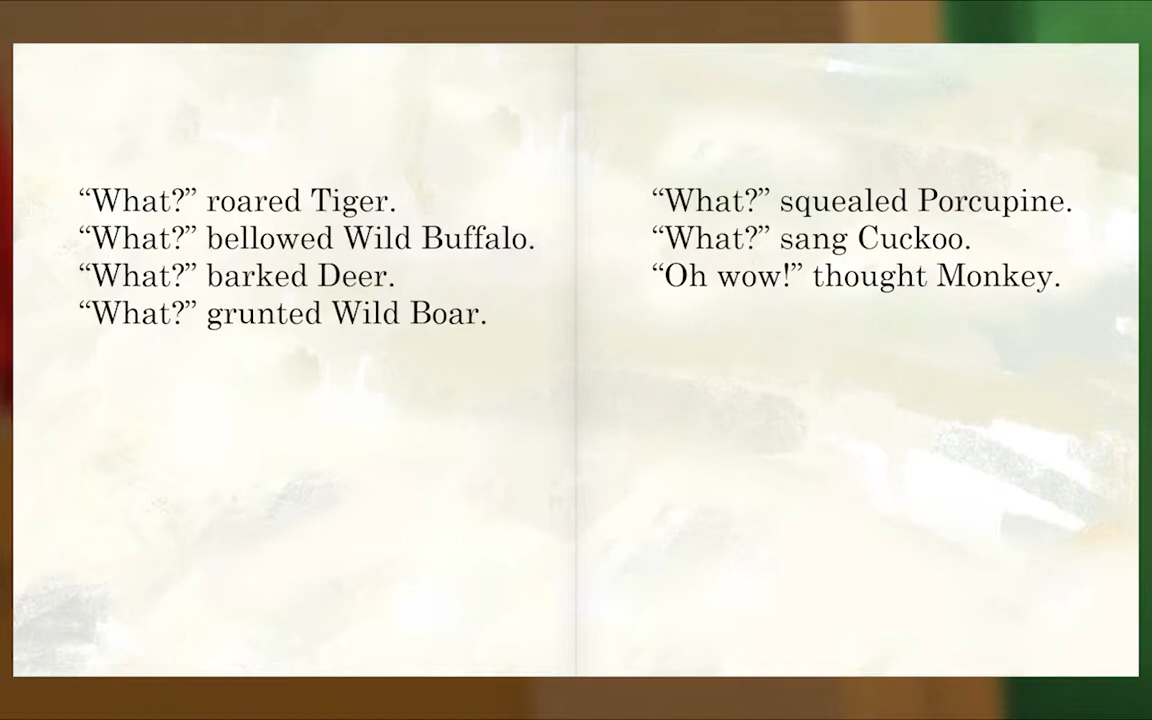 “What?” roared Tiger.
“What?” bellowed Wild Buffalo.
“What?” barked Deer.
“What?” grunted Wild Boar.
“What?” squealed Porcupine.
“What?” sang Cuckoo.
“Oh wow!” thought Monkey.